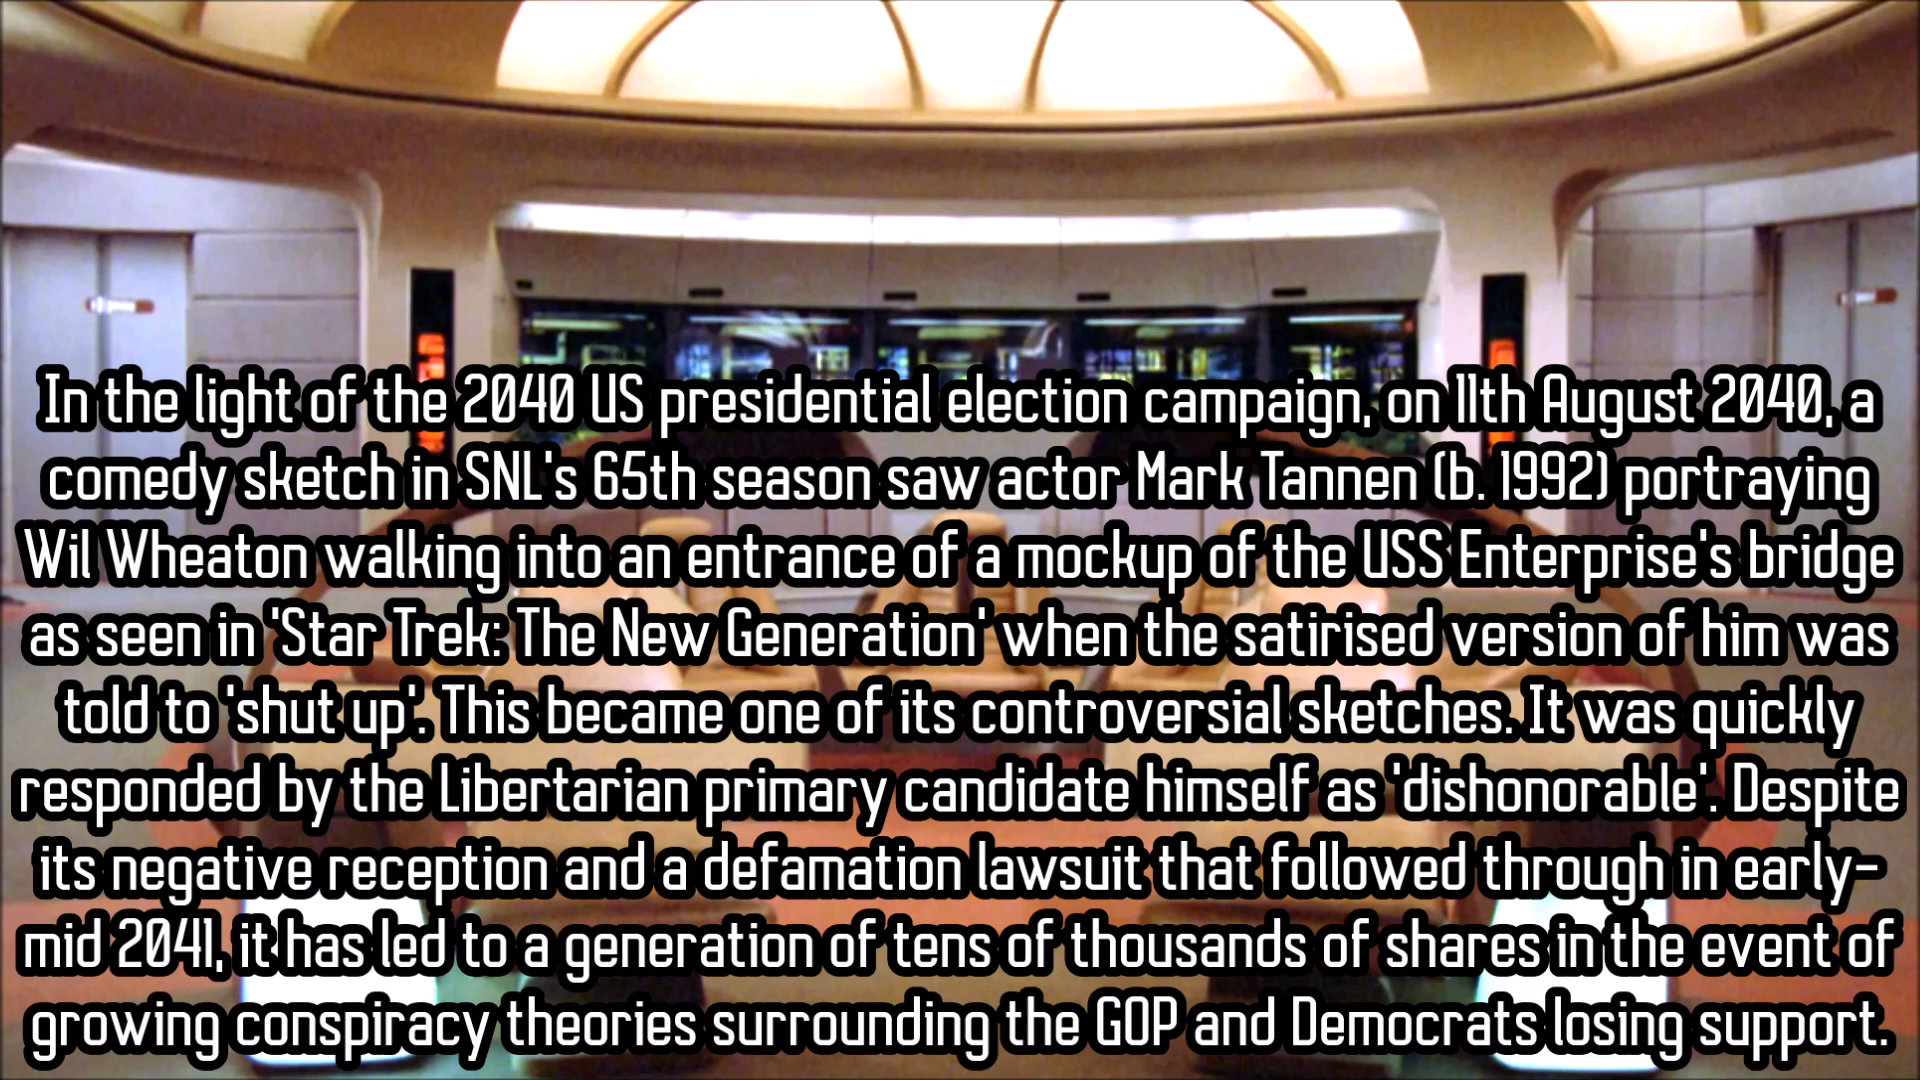 In the light of the 2040 US presidential election campaign, on 11th August 2040, a
comedy sketch in SNL's 65th season saw actor Mark Tannen (b. 1992) portraying
Wil Wheaton walking into an entrance of a mockup of the USS Enterprise's bridge
as seen in 'Star Trek: The New Generation' when the satirised version of him was
told to 'shut up'. This became one of its controversial sketches. It was quickly
responded by the Libertarian primary candidate himself as 'dishonorable'. Despite
its negative reception and a defamation lawsuit that followed through in early-
mid 2041, it has led to a generation of tens of thousands of shares in the event of
growing conspiracy theories surrounding the GOP and Democrats losing support.